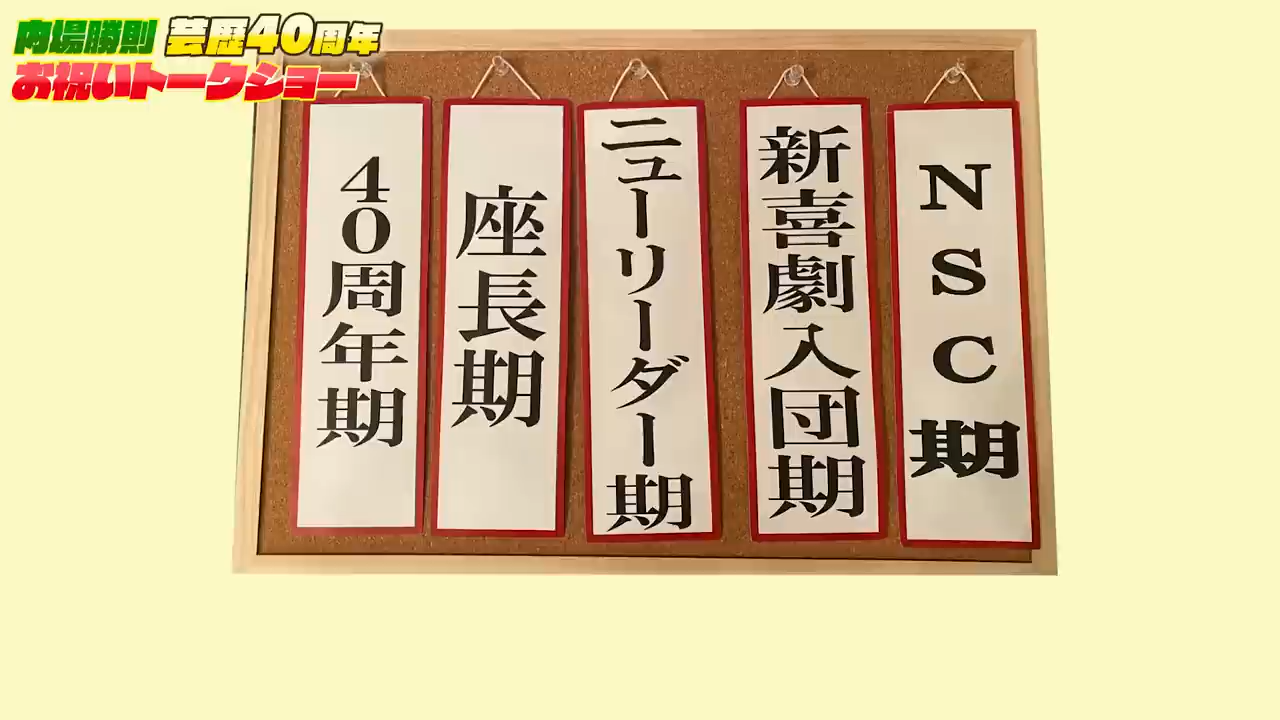 内場勝則 芸歴40周年
お祝いトークショー
NSC期
新喜劇入団期
ニューリーダー期
座長期
40周年期